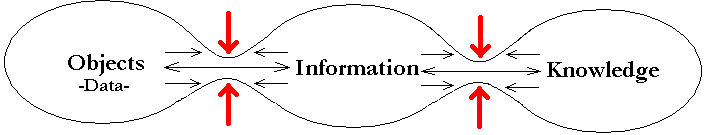 Objects
-Data-
Information
Knowledge